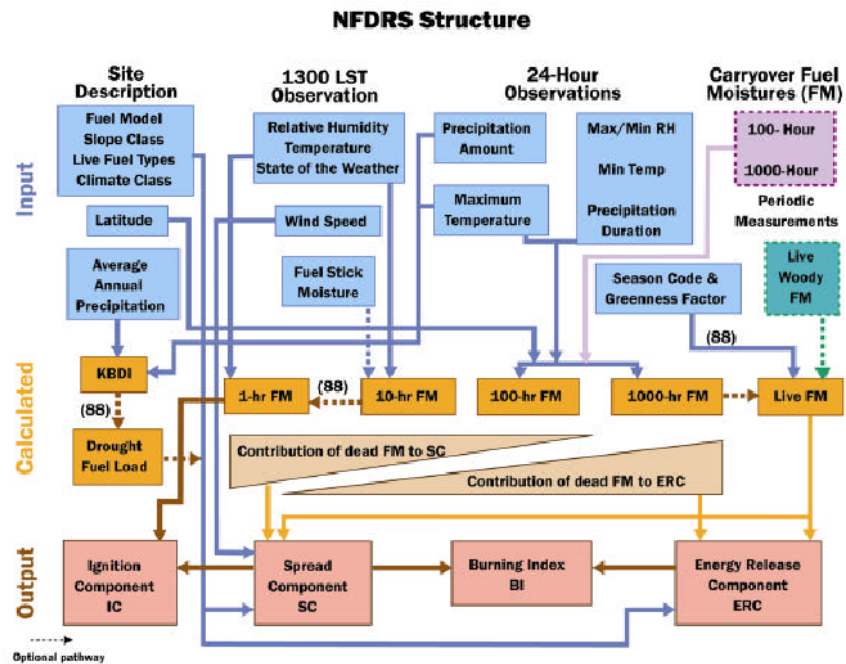 NFDRS Structure
Site
Description
1300 LST
Observation
24-Hour
Observations
Carryover Fuel
Moistures (FM)
Input
Fuel Model
Slope Class
Live Fuel Types
Climate Class
Relative Humidity
Temperature
State of the Weather
Precipitation
Amount
Max/Min RH
Min Temp
Precipitation
Duration
100- Hour
1000-Hour
Latitude
Wind Speed
Maximum
Temperature
Periodic
Measurements
Average
Annual
Precipitation
Fuel Stick
Moisture
Season Code &
Greenness Factor
Live
Woody
FM
(88)
Calculated
KBDI
1-hr FM
(88)
10-hr FM
100-hr FM
1000-hr FM
Live FM
(88)
Drought
Fuel Load
Contribution of dead FM to SC
Contribution of dead FM to ERC
Output
Ignition
Component
IC
Spread
Component
SC
Burning Index
BI
Energy Release
Component
ERC
Optional pathway